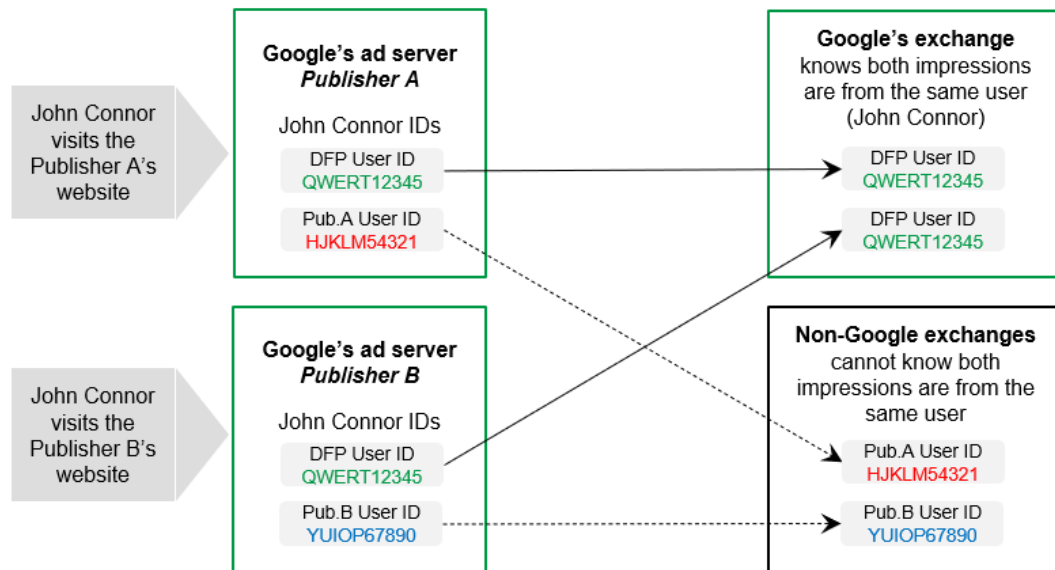 John Connor
visits the
Publisher A's
website
Google's ad server
Publisher A
John Connor IDs
DFP User ID
QWERT12345
Pub.A User ID
HJKLM54321
Google's exchange
knows both impressions
are from the same user
(John Connor)
DFP User ID
QWERT12345
DFP User ID
QWERT12345
John Connor
visits the
Publisher B's
website
Google's ad server
Publisher B
John Connor IDs
DFP User ID
QWERT12345
Pub.B User ID
YUIOP67890
Non-Google exchanges
cannot know both
impressions are from the
same user
Pub.A User ID
HJKLM54321
Pub.B User ID
YUIOP67890